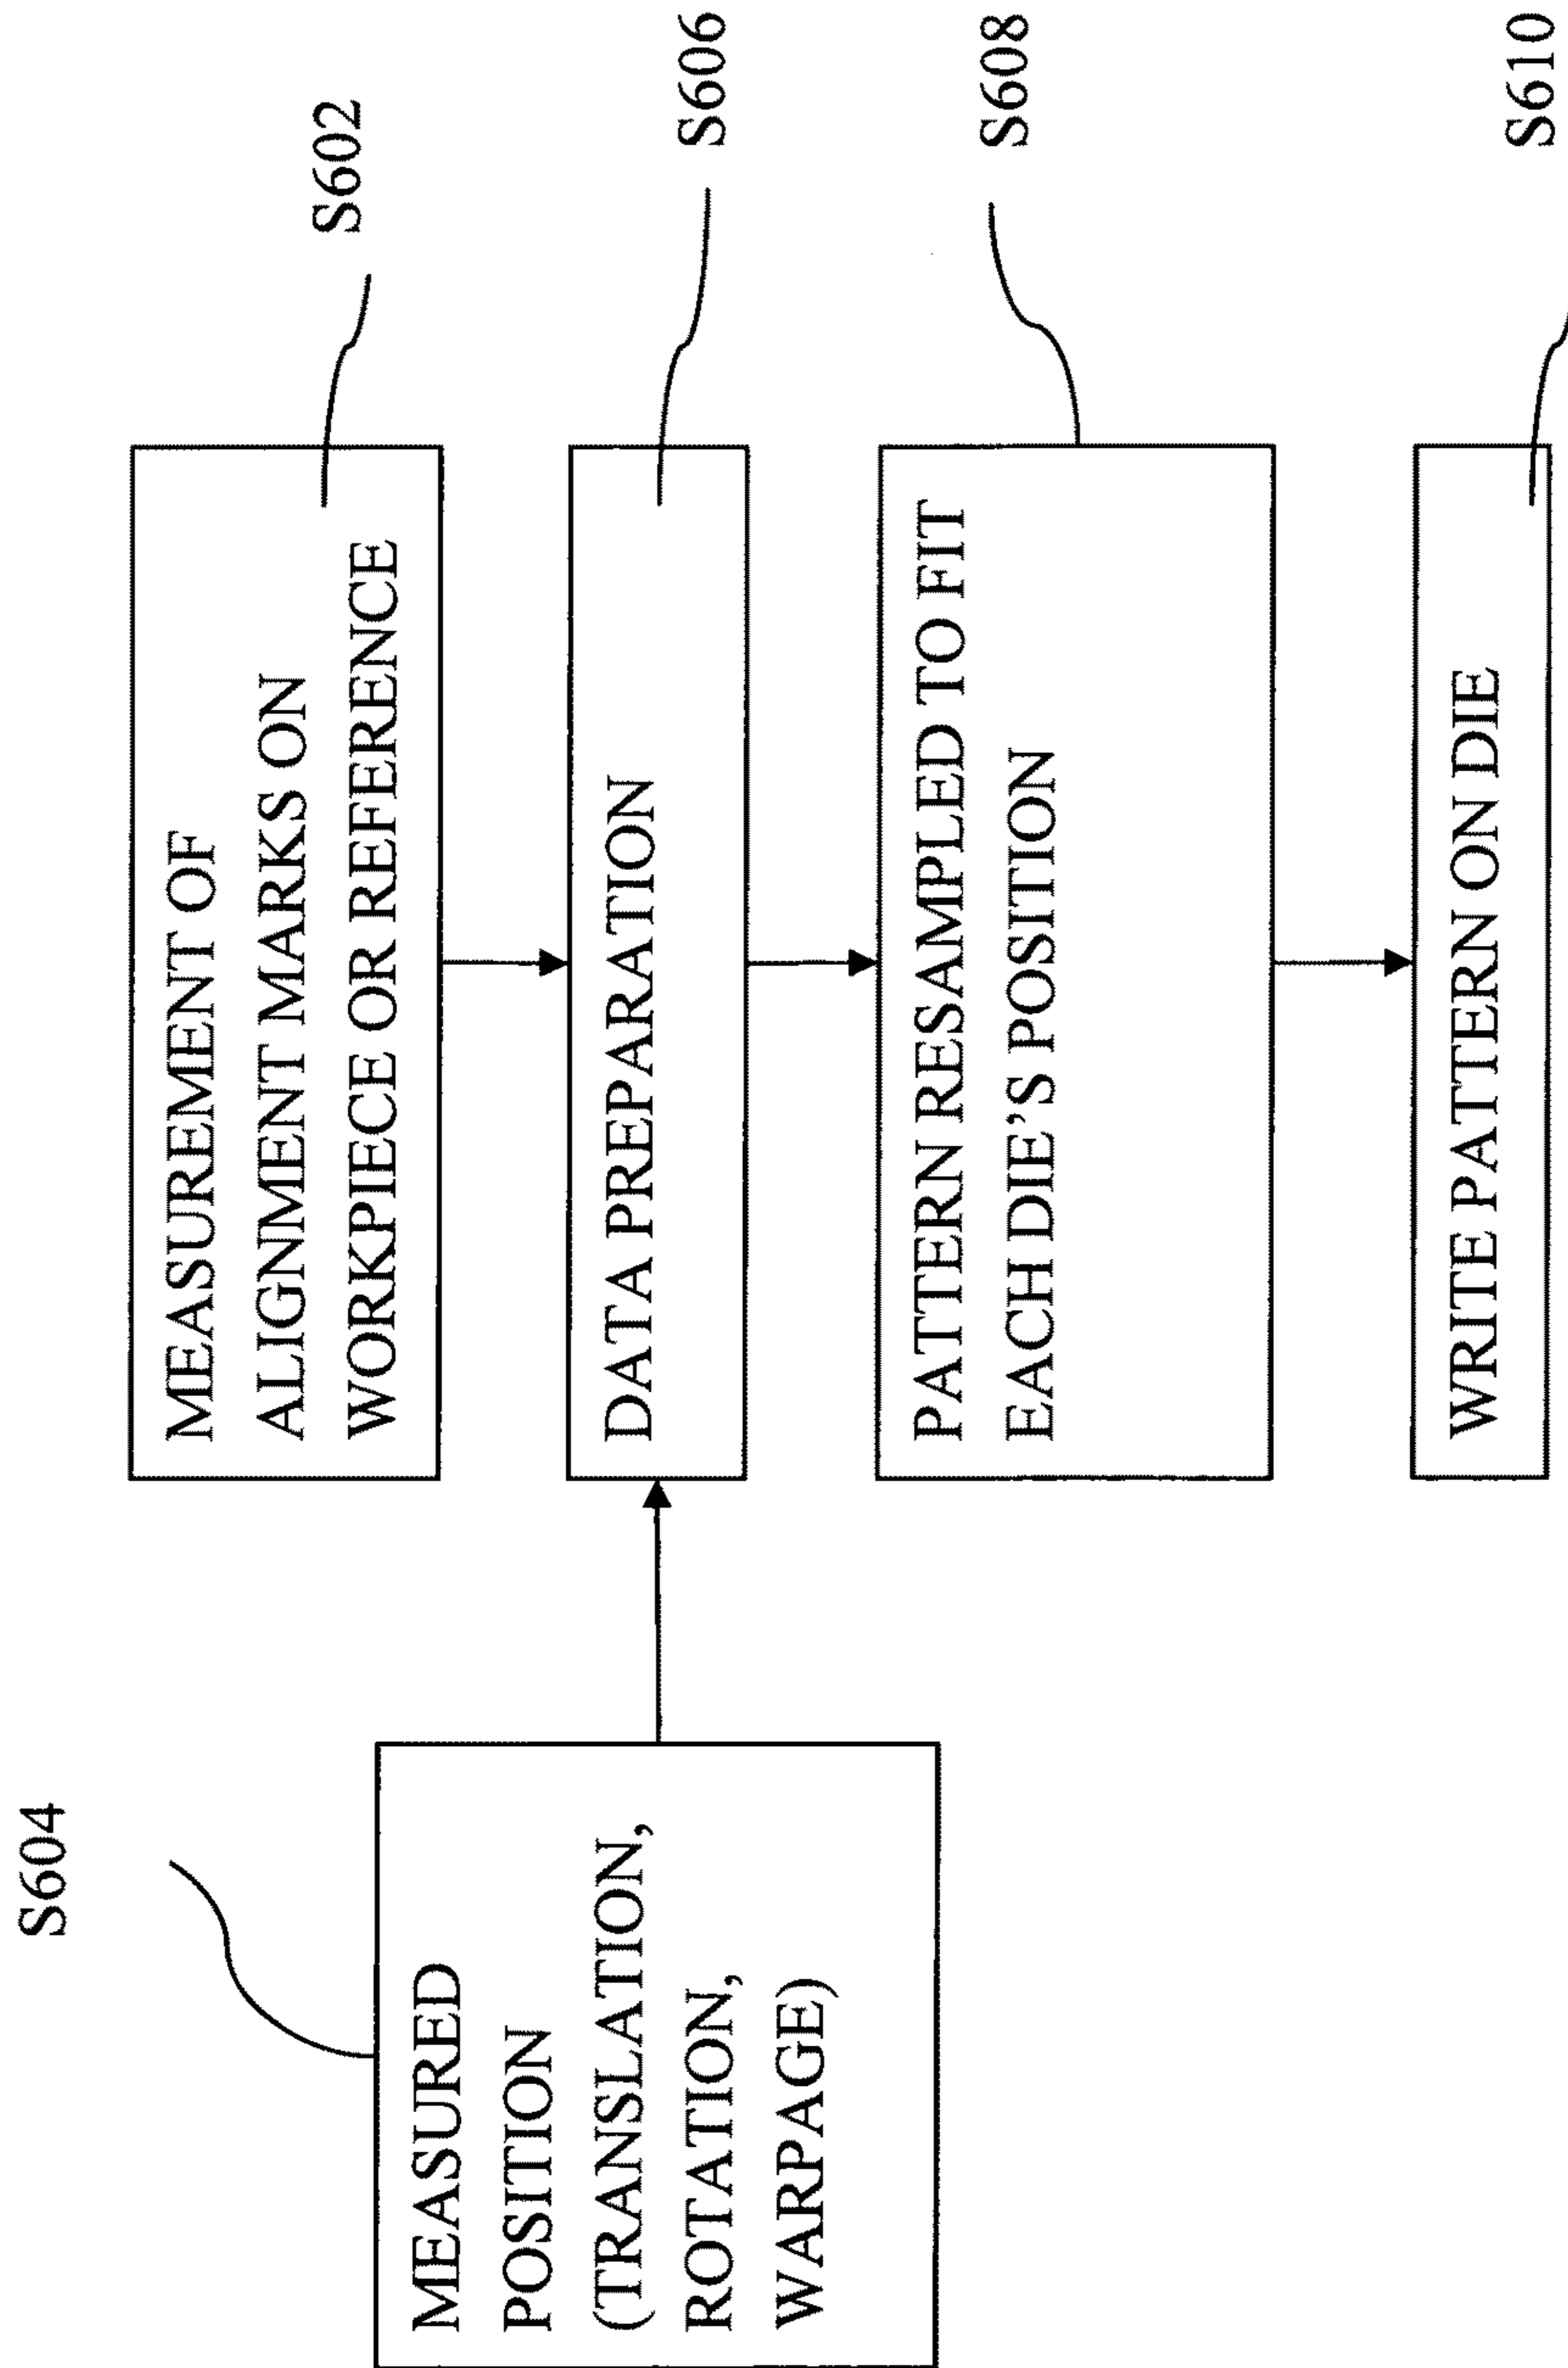 S604
MEASURED
POSITION
(TRANSLATION,
ROTATION,
WARPAGE)
MEASUREMENT OF
ALIGNMENT MARKS ON
WORKPIECE OR REFERENCE
S602
DATA PREPARATION
S606
PATTERN RESAMPLED TO FIT
EACH DIE'S POSITION
S608
WRITE PATTERN ON DIE
S610